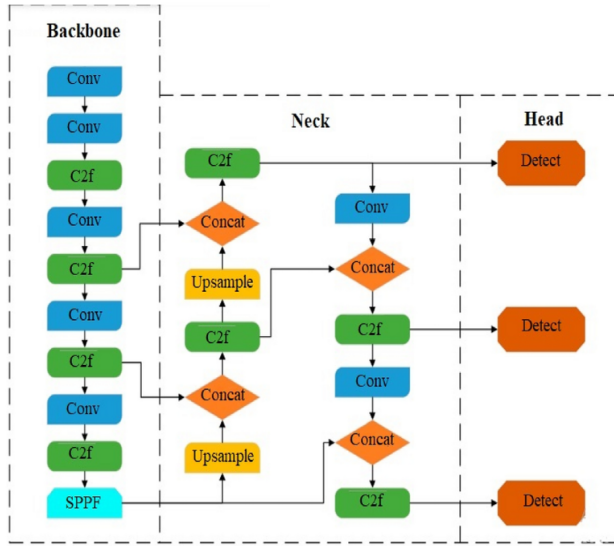 Backbone
Conv
Conv
C2f
Conv
C2f
Conv
C2f
Conv
C2f
SPPF
Neck
C2f
Concat
Upsample
C2f
Concat
Upsample
Conv
Concat
C2f
Conv
Concat
C2f
Head
Detect
Detect
Detect